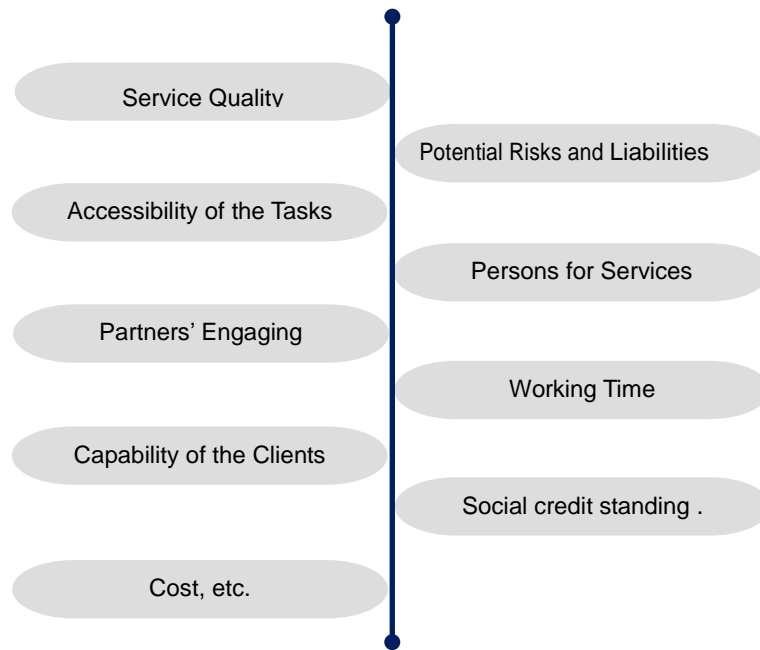 Service Quality
Potential Risks and Liabilities
Accessibility of the Tasks
Persons for Services
Partners’ Engaging
Working Time
Capability of the Clients
Social credit standing .
Cost, etc.